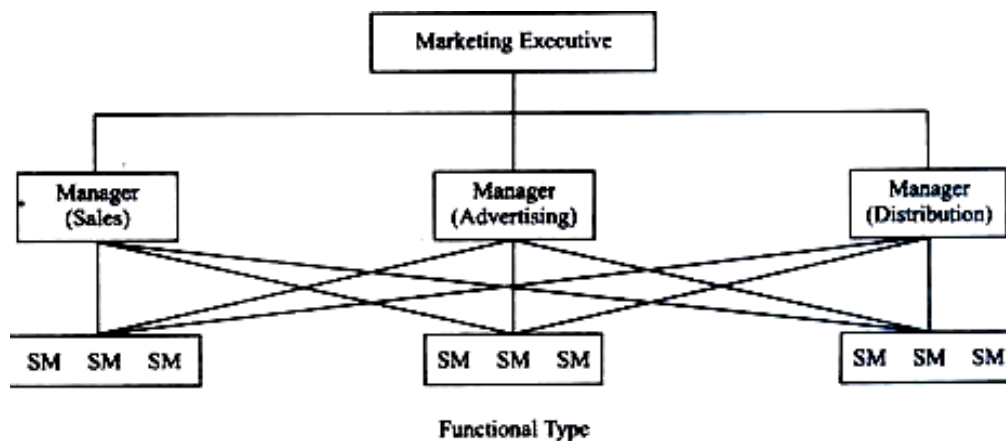 Marketing Executive
Manager
(Sales)
Manager
(Advertising)
Manager
(Distribution)
SM SM SM
SM SM SM
SM SM SM
Functional Type